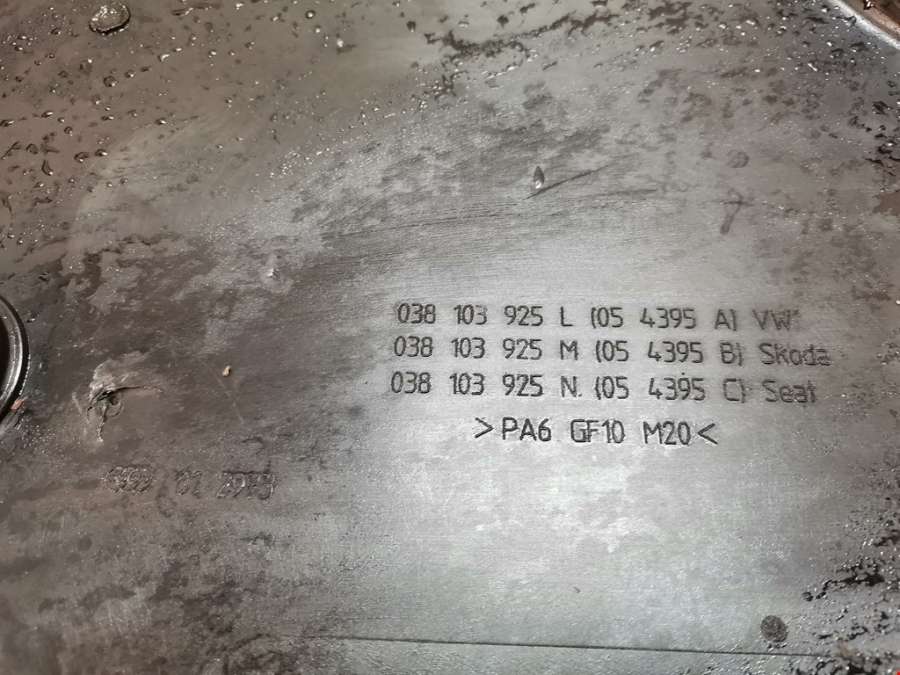 038 103 925 L (05 4395 A) VW
038 103 925 M (05 4395 B) Skoda
038 103 925 N (05 4395 C) Seat
>PA6 GF10 M20<